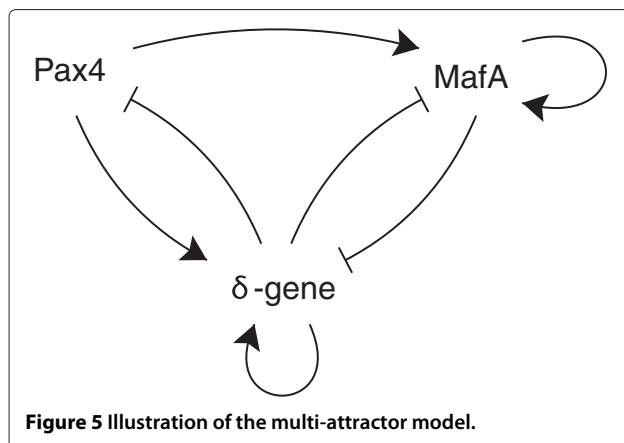 Pax4
MafA
δ-gene
Figure 5 Illustration of the multi-attractor model.